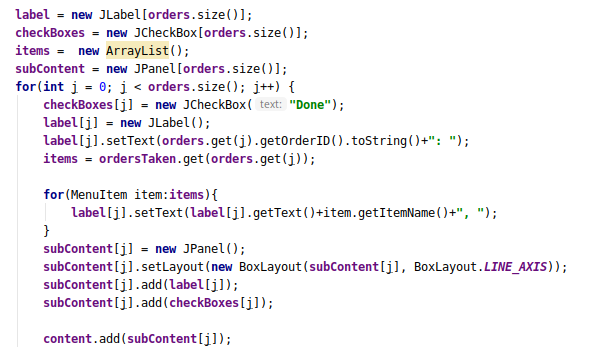 label = new JLabel[orders.size()];
checkBoxes = new JCheckBox[orders.size()];
items =  new ArrayList();
subContent = new JPanel[orders.size()];
for(int j = 0; j < orders.size(); j++) {
    checkBoxes[j] = new JCheckBox( text: "Done");
    label[j] = new JLabel();
    label[j].setText(orders.get(j).getOrderID().toString()+": ");
    items = ordersTaken.get(orders.get(j));

    for(MenuItem item:items){
        label[j].setText(label[j].getText()+item.getItemName()+", ");
    }
    subContent[j] = new JPanel();
    subContent[j].setLayout(new BoxLayout(subContent[j], BoxLayout.LINE_AXIS));
    subContent[j].add(label[j]);
    subContent[j].add(checkBoxes[j]);

    content.add(subContent[j]);